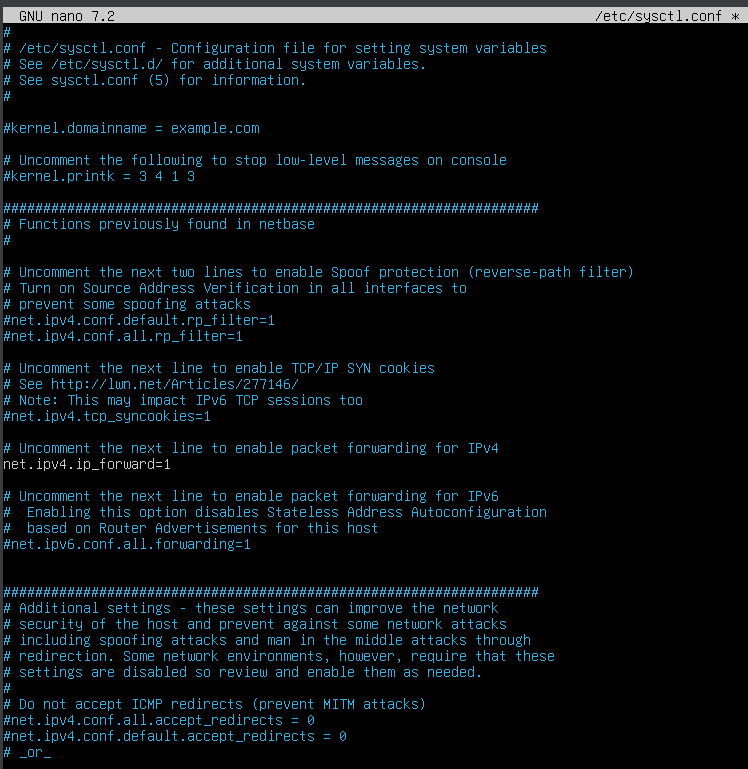 GNU nano 7.2 /etc/sysctl.conf *
#
# /etc/sysctl.conf - Configuration file for setting system variables
# See /etc/sysctl.d/ for additional system variables.
# See sysctl.conf (5) for information.
#
#kernel.domainname = example.com
# Uncomment the following to stop low-level messages on console
#kernel.printk = 3 4 1 3
###################################################################
# Functions previously found in netbase
#
# Uncomment the next two lines to enable Spoof protection (reverse-path filter)
# Turn on Source Address Verification in all interfaces to
# prevent some spoofing attacks
#net.ipv4.conf.default.rp_filter=1
#net.ipv4.conf.all.rp_filter=1
# Uncomment the next line to enable TCP/IP SYN cookies
# See http://lwn.net/Articles/277146/
# Note: This may impact IPv6 TCP sessions too
#net.ipv4.tcp_syncookies=1
# Uncomment the next line to enable packet forwarding for IPv4
net.ipv4.ip_forward=1
# Uncomment the next line to enable packet forwarding for IPv6
#  Enabling this option disables Stateless Address Autoconfiguration
#  based on Router Advertisements for this host
#net.ipv6.conf.all.forwarding=1
###################################################################
# Additional settings - these settings can improve the network
# security of the host and prevent against some network attacks
# including spoofing attacks and man in the middle attacks through
# redirection. Some network environments, however, require that these
# settings are disabled so review and enable them as needed.
#
# Do not accept ICMP redirects (prevent MITM attacks)
#net.ipv4.conf.all.accept_redirects = 0
#net.ipv4.conf.default.accept_redirects = 0
# _or_